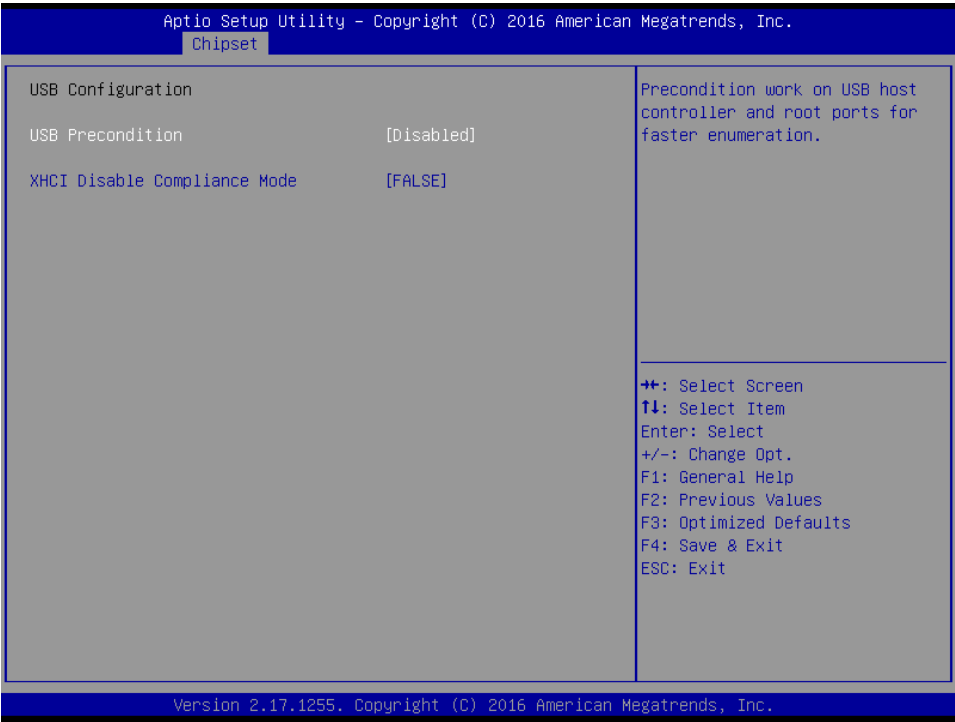 Aptio Setup Utility – Copyright (C) 2016 American Megatrends, Inc.
Chipset
USB Configuration
USB Precondition [Disabled]
XHCI Disable Compliance Mode [FALSE]
Precondition work on USB host
controller and root ports for
faster enumeration.
→←: Select Screen
↑↓: Select Item
Enter: Select
+/-: Change Opt.
F1: General Help
F2: Previous Values
F3: Optimized Defaults
F4: Save & Exit
ESC: Exit
Version 2.17.1255. Copyright (C) 2016 American Megatrends, Inc.